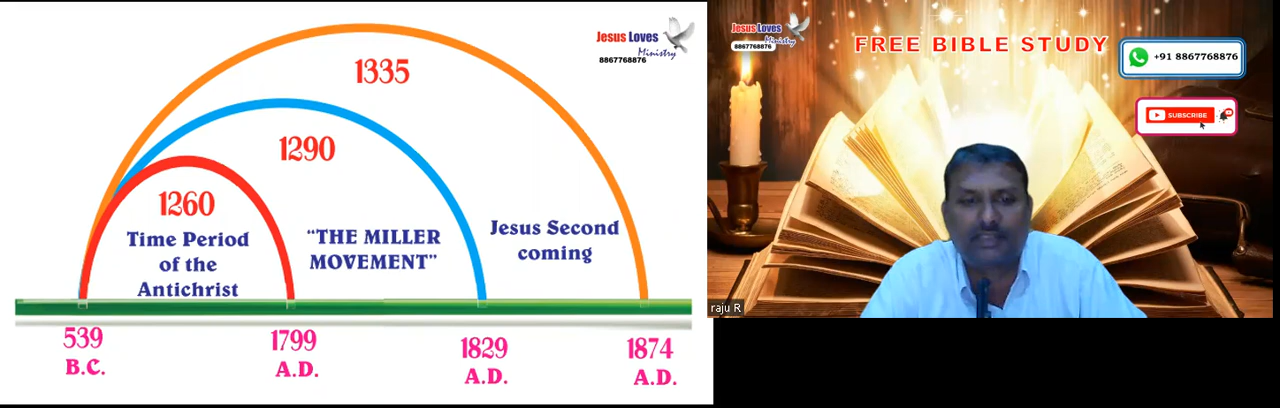 Jesus Loves
Ministry
8867768876
1335
1290
1260
Time Period
of the
Antichrist
“THE MILLER
MOVEMENT”
Jesus Second
coming
539
B.C.
1799
A.D.
1829
A.D.
1874
A.D.
Jesus Loves
Ministry
8867768876
FREE BIBLE STUDY
+91 8867768876
SUBSCRIBE
raju R